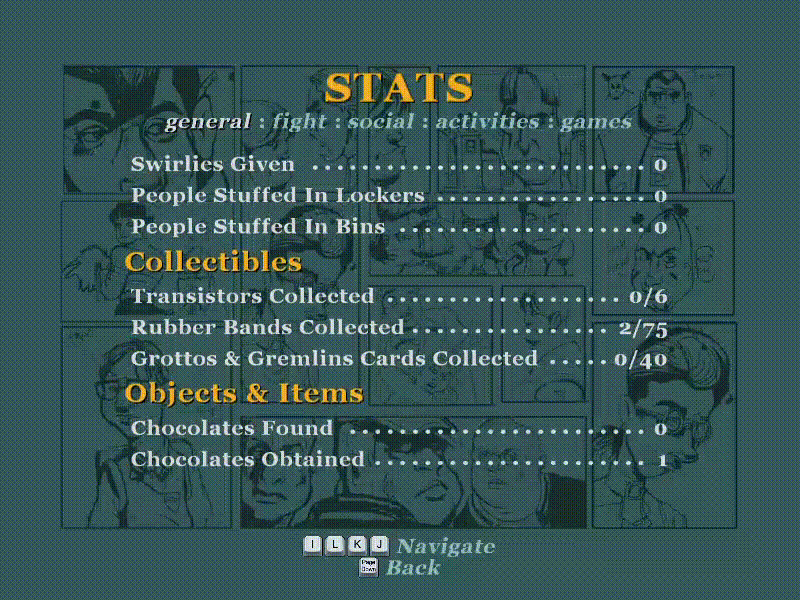 STATS
general : fight : social : activities : games
Swirlies Given ........................... 0
People Stuffed In Lockers ................. 0
People Stuffed In Bins .................... 0
Collectibles
Transistors Collected ................... 0/6
Rubber Bands Collected ................ 2/75
Grottos & Gremlins Cards Collected ..... 0/40
Objects & Items
Chocolates Found ........................ 0
Chocolates Obtained ...................... 1
I L K J Navigate
Page Down Back